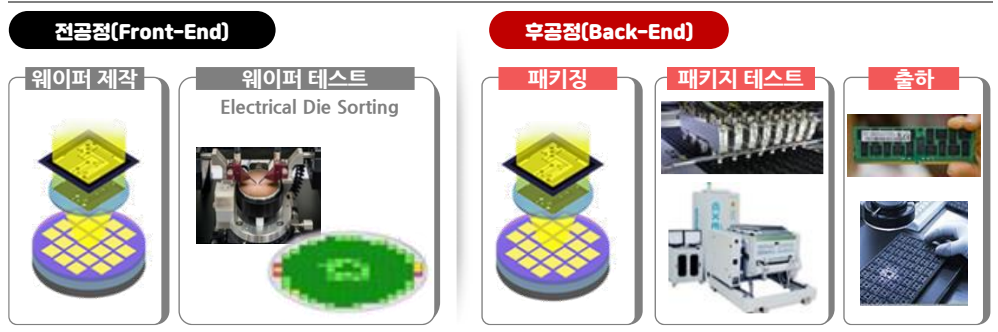 전공정(Front-End)
후공정(Back-End)
웨이퍼 제작
웨이퍼 테스트
Electrical Die Sorting
패키징
패키지 테스트
출하